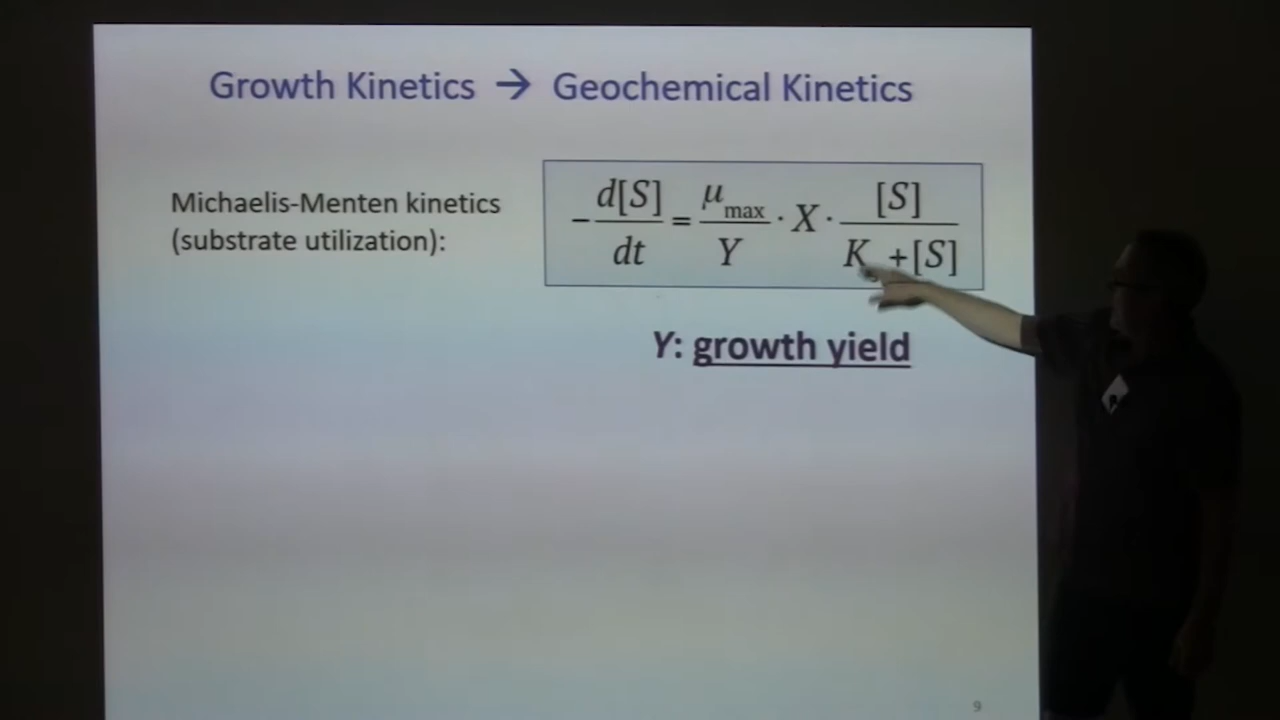 Growth Kinetics → Geochemical Kinetics
Michaelis-Menten kinetics
(substrate utilization):
- d[S]/dt = μmax/Y · X · [S]/K +[S]
Y: growth yield
9